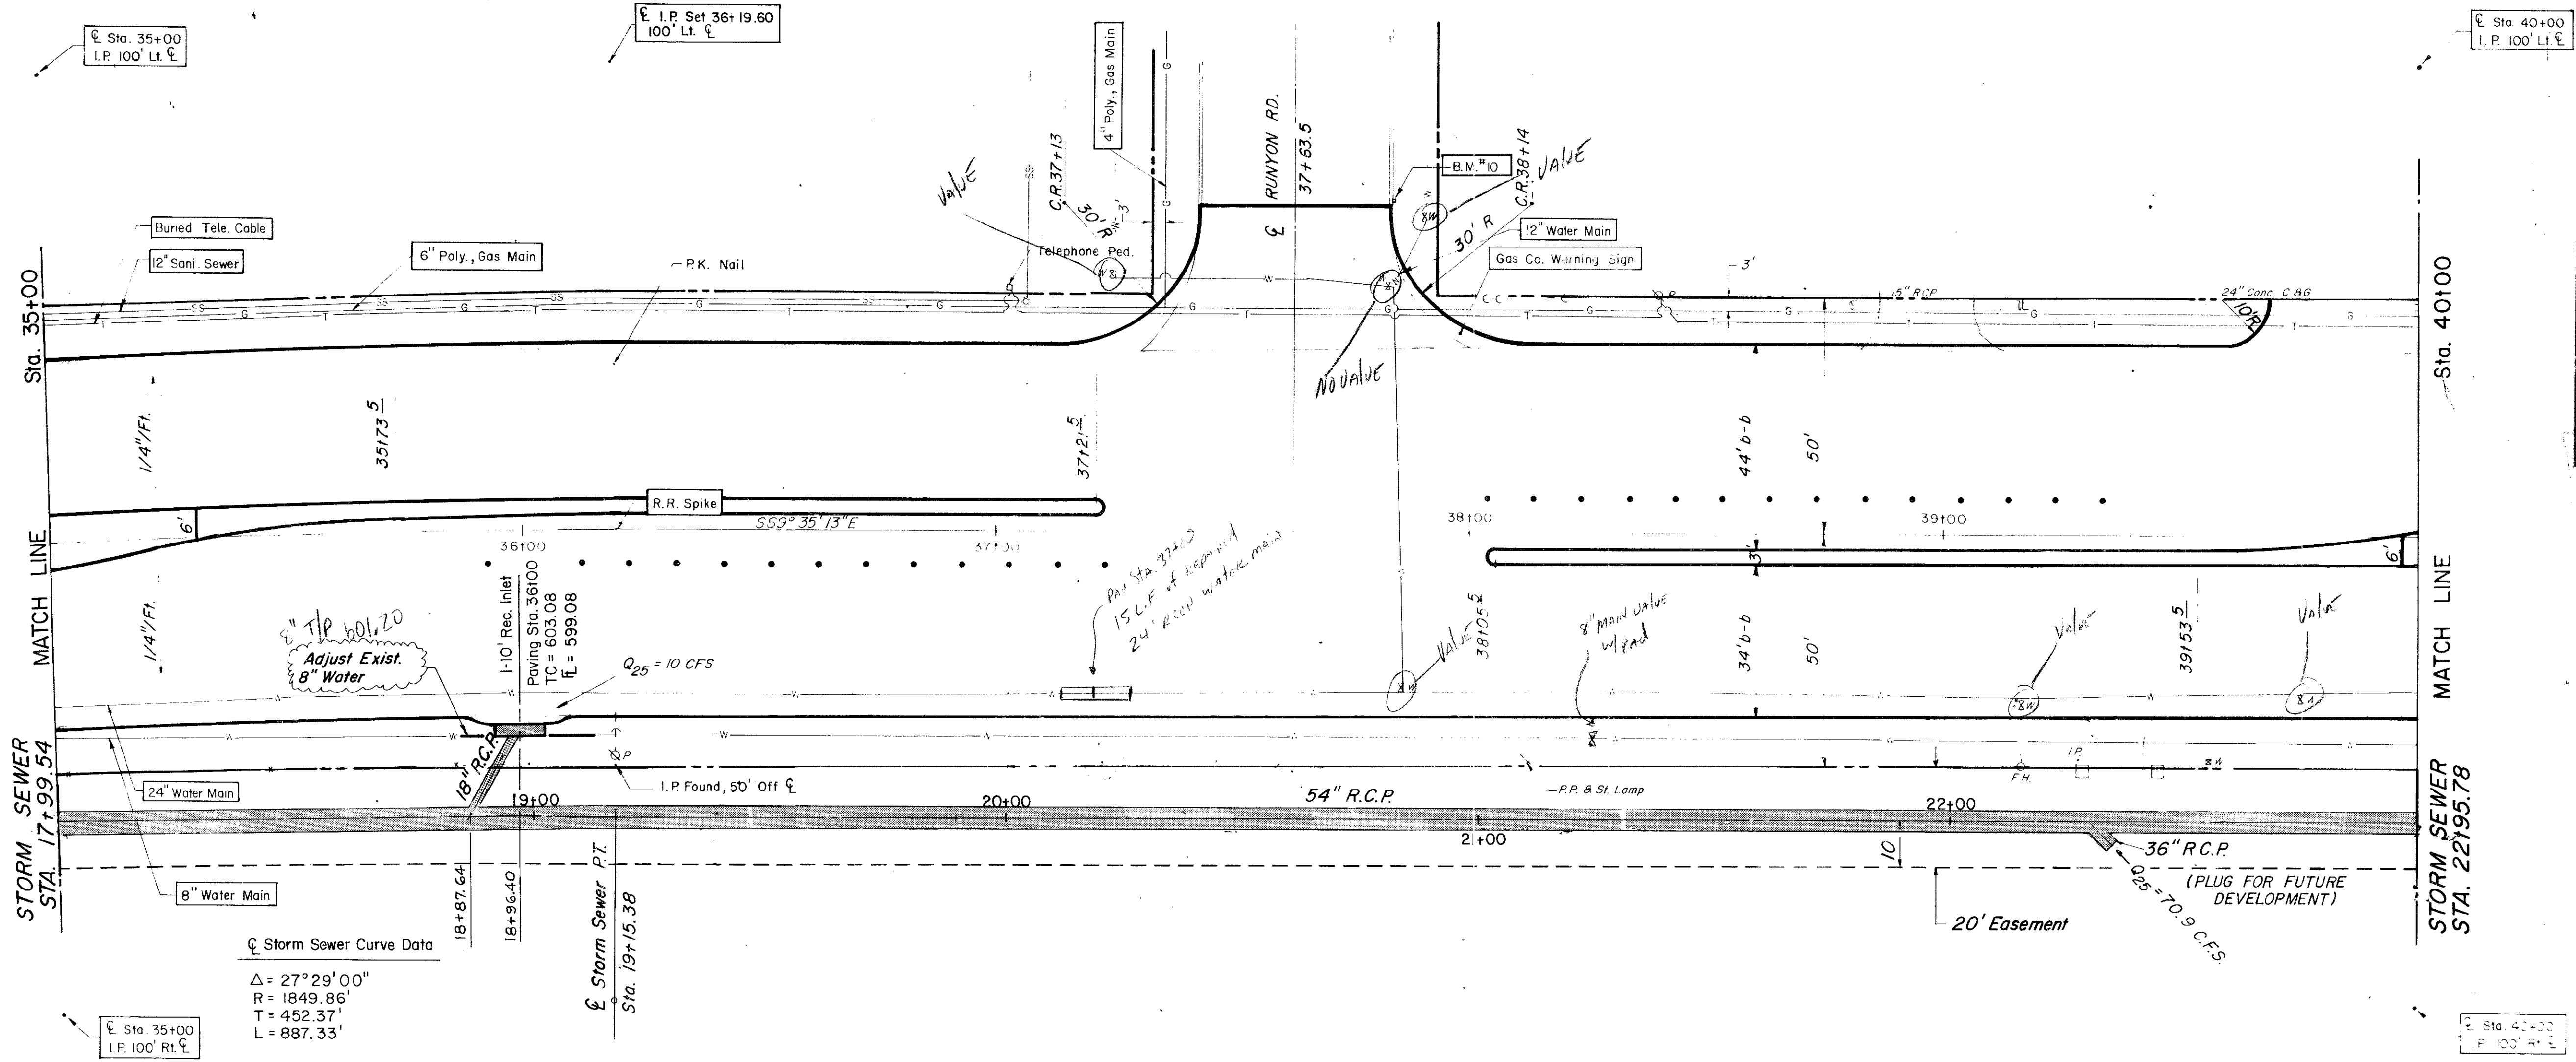 ℄ Sta. 35+00
I.P. 100' Lt. ℄
℄ I.P. Set 36+19.60
100' Lt. ℄
℄ Sta. 40+00
I.P. 100' Lt. ℄
4" Poly., Gas Main
RUNYON RD.
37+63.5
℄
C.R.37+13
30' R
3'
C.R.38+14
30' R
B.M.#10
VALVE
VALVE
Buried Tele. Cable
12" Sani. Sewer
6" Poly., Gas Main
P.K. Nail
Telephone Ped.
12" Water Main
Gas Co. Warning Sign
3'
15" RCP
24" Conc. C&G
10'R
NO VALVE
Sta. 35+00
MATCH LINE
Sta. 40+00
MATCH LINE
1/4"/Ft.
35+73.5
37+21.5
44' b-b
50'
6'
R.R. Spike
S59° 35' 13"E
36+00
37+00
38+00
39+00
3'
6'
1/4"/Ft.
8" T/P 601.20
Adjust Exist.
8" Water
1-10' Rec. Inlet
Paving Sta. 36+00
TC = 603.08
FL = 599.08
Q25 = 10 CFS
15 L.F. of
24" water main
VALVE
38+05.5
8" MAIN VALVE
W/PAD
34' b-b
50'
Valve
39+53.5
Valve
24" Water Main
18" R.C.P.
19+00
I.P. Found, 50' Off ℄
20+00
54" R.C.P.
21+00
P.P. & St. Lamp
F.H.
I.P.
22+00
STORM SEWER
STA. 17+99.54
STORM SEWER
STA. 22+95.78
8" Water Main
18+87.64
18+96.40
℄ Storm Sewer P.T.
Sta. 19+15.38
10
20' Easement
36" R.C.P.
(PLUG FOR FUTURE
DEVELOPMENT)
Q25 = 70.9 C.F.S.
℄ Storm Sewer Curve Data
Δ = 27°29'00"
R = 1849.86'
T = 452.37'
L = 887.33'
℄ Sta. 35+00
I.P. 100' Rt. ℄
℄ Sta. 40+00
I.P. 100' Rt. ℄